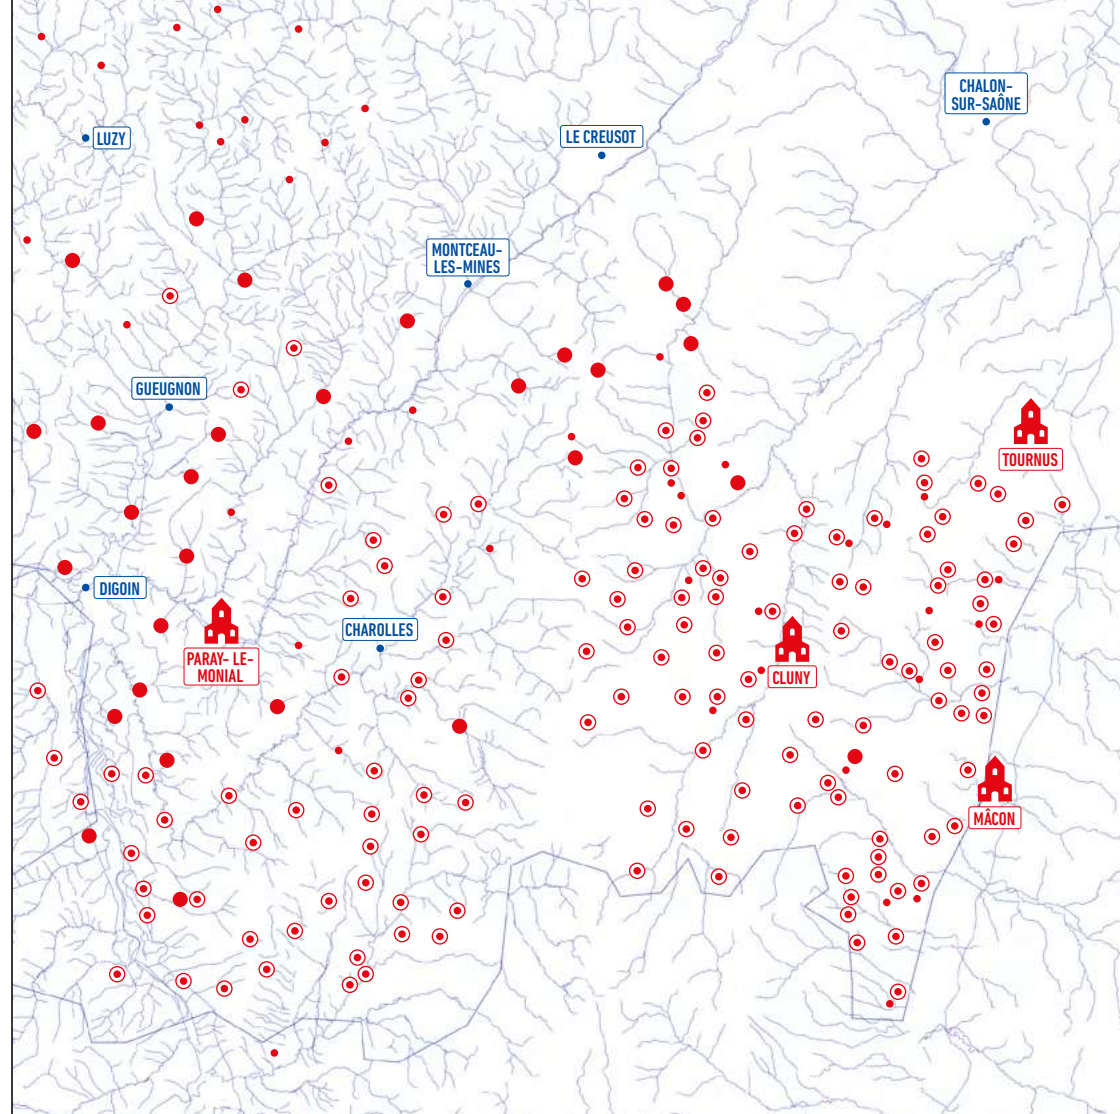 CHALON-
SUR-SAÔNE
LUZY
LE CREUSOT
MONTCEAU-
LES-MINES
GUEUGNON
TOURNUS
DIGOIN
CHAROLLES
PARAY- LE-
MONIAL
CLUNY
MÂCON